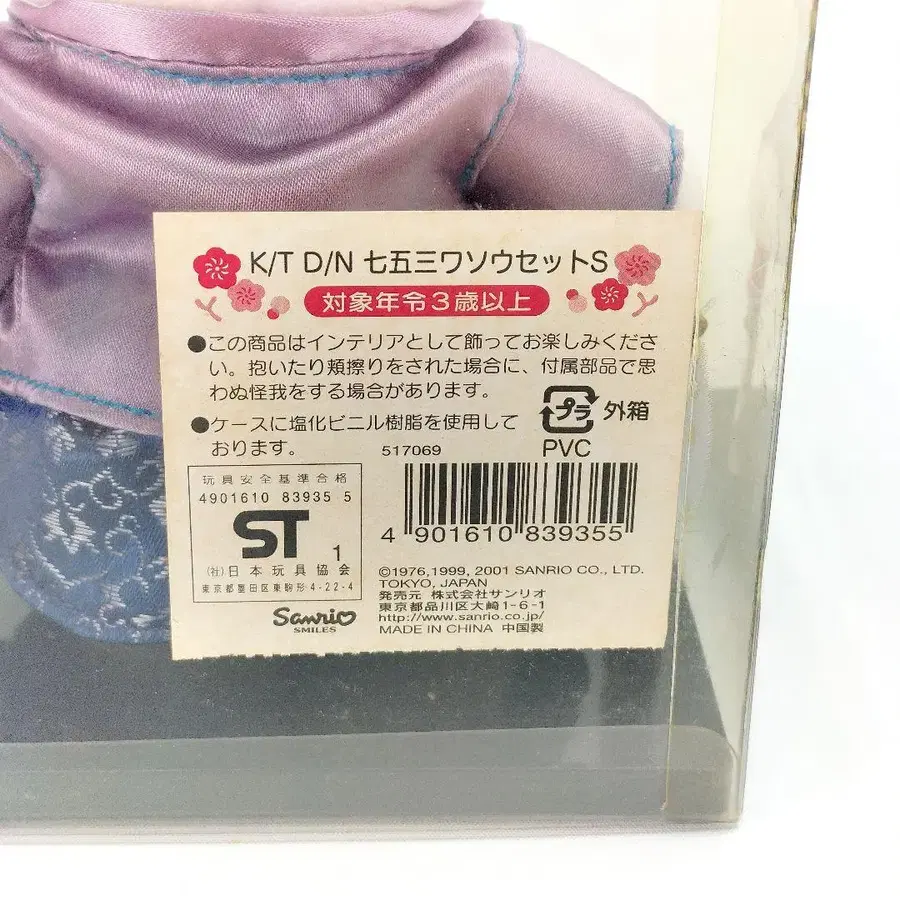 K/T D/N 七五三ワソウセットS
対象年令3歳以上
●この商品はインテリアとして飾ってお楽しみくださ
い。抱いたり頬擦りをされた場合に、付属部品で思
わぬ怪我をする場合があります。
●ケースに塩化ビニル樹脂を使用して
おります。
517069
プラ 外箱
PVC
玩具安全基準合格
4901610 83935 5
ST 1
(社)日本玩具協会
東京都墨田区東駒形4-22-4
Sanrio
SMILES
4 901610 839355
©1976,1999, 2001 SANRIO CO., LTD.
TOKYO, JAPAN
発売元 株式会社サンリオ
東京都品川区大崎1-6-1
http://www.sanrio.co.jp/
MADE IN CHINA 中国製